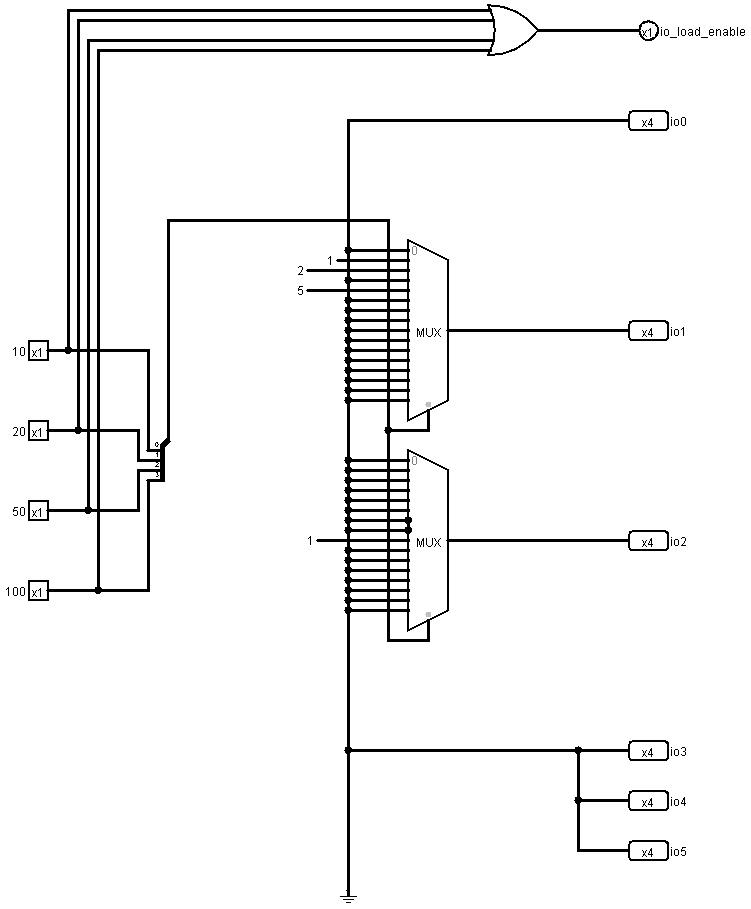 x1 io_load_enable
x4 io0
0
1
2
5
MUX
x4 io1
10 x1
20 x1
0
1
2
3
0
50 x1
1
MUX
x4 io2
100 x1
x4 io3
x4 io4
x4 io5